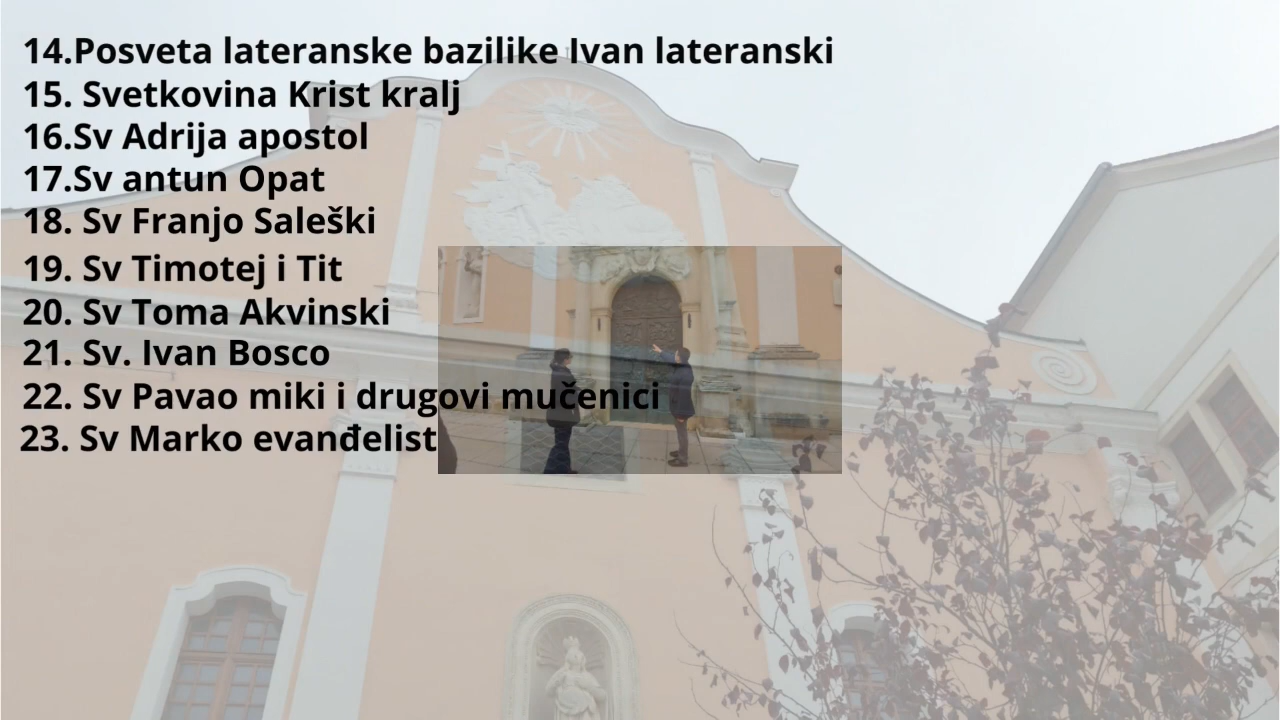 14.Posveta lateranske bazilike Ivan lateranski
15. Svetkovina Krist kralj
16.Sv Adrija apostol
17.Sv antun Opat
18. Sv Franjo Saleški
19. Sv Timotej i Tit
20. Sv Toma Akvinski
21. Sv. Ivan Bosco
22. Sv Pavao miki i drugovi mučenici
23. Sv Marko evanđelist